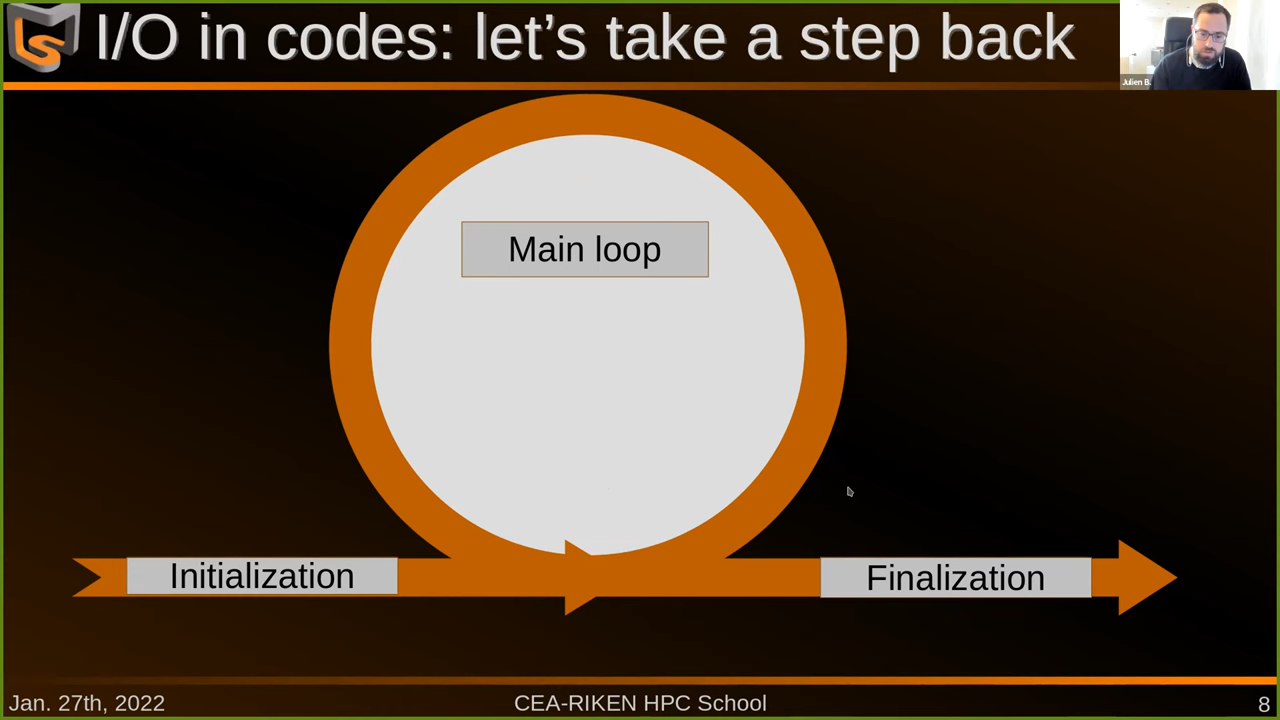 I/O in codes: let's take a step back
Julien B.
Main loop
Initialization
Finalization
Jan. 27th, 2022
CEA-RIKEN HPC School
8